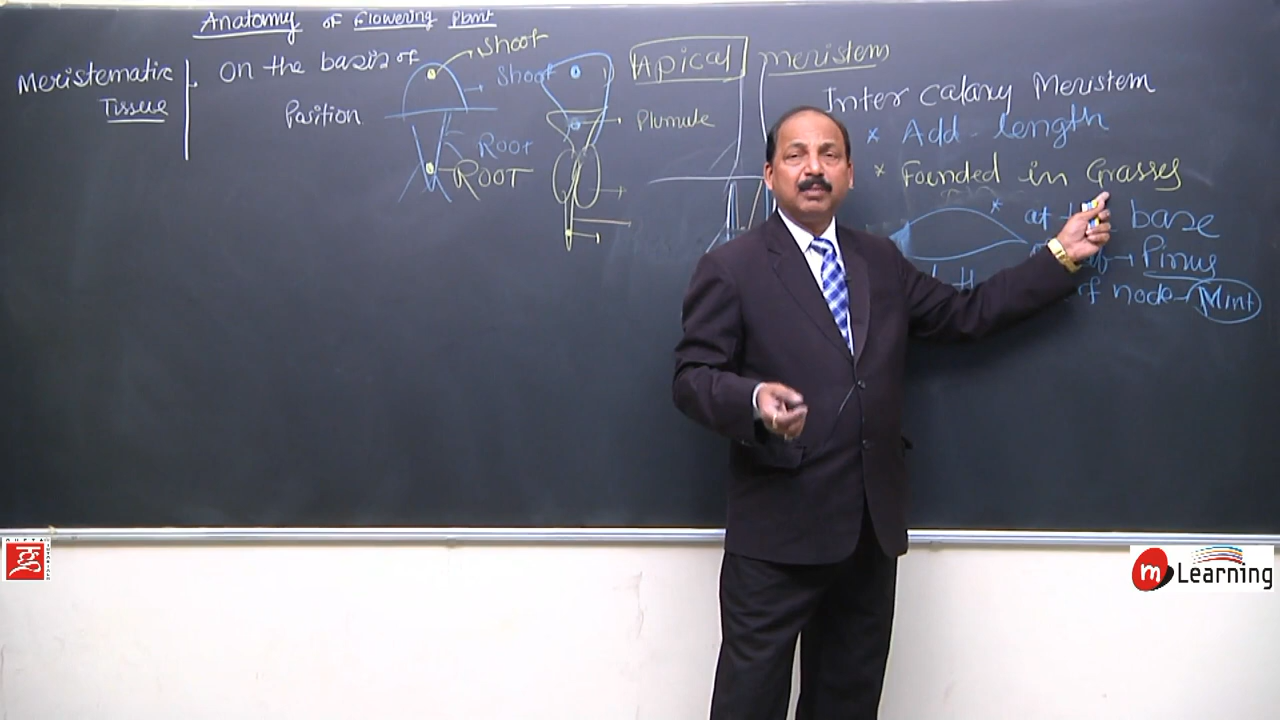 Anatomy of Flowering Plant
Meristematic
Tissue
On the basis of
Position
Shoot
Shoot
Root
ROOT
Plumule
Apical meristem
Inter calary Meristem
* Add-length
* Founded in Grasses
* at base
Pinus
of node → Mint
m Learning